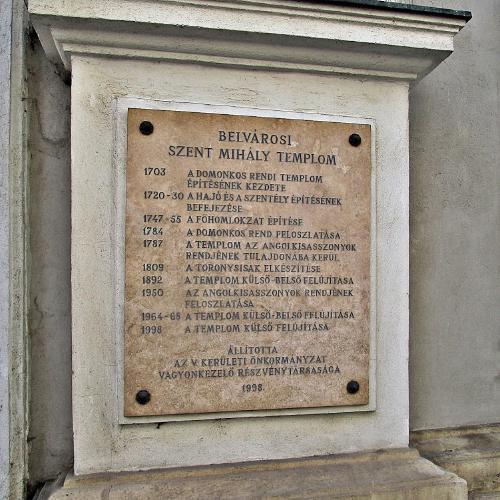 BELVÁROSI
SZENT MIHÁLY TEMPLOM
1703 A DOMONKOS RENDI TEMPLOM
ÉPÍTÉSÉNEK KEZDETE
1720-30 A HAJÓ ÉS A SZENTÉLY ÉPÍTÉSÉNEK
BEFEJEZÉSE
1747-55 A FŐHOMLOKZAT ÉPÍTÉSE
1784 A DOMONKOS REND FELOSZLATÁSA
1787 A TEMPLOM AZ ANGOLKISASSZONYOK
RENDJÉNEK TULAJDONÁBA KERÜL
1809 A TORONYSISAK ELKÉSZÍTÉSE
1892 A TEMPLOM KÜLSŐ-BELSŐ FELÚJÍTÁSA
1950 AZ ANGOLKISASSZONYOK RENDJÉNEK
FELOSZLATÁSA
1964-68 A TEMPLOM KÜLSŐ-BELSŐ FELÚJÍTÁSA
1998 A TEMPLOM KÜLSŐ FELÚJÍTÁSA
ÁLLÍTOTTA
AZ V. KERÜLETI ÖNKORMÁNYZAT
VAGYONKEZELŐ RÉSZVÉNYTÁRSASÁGA
1998.